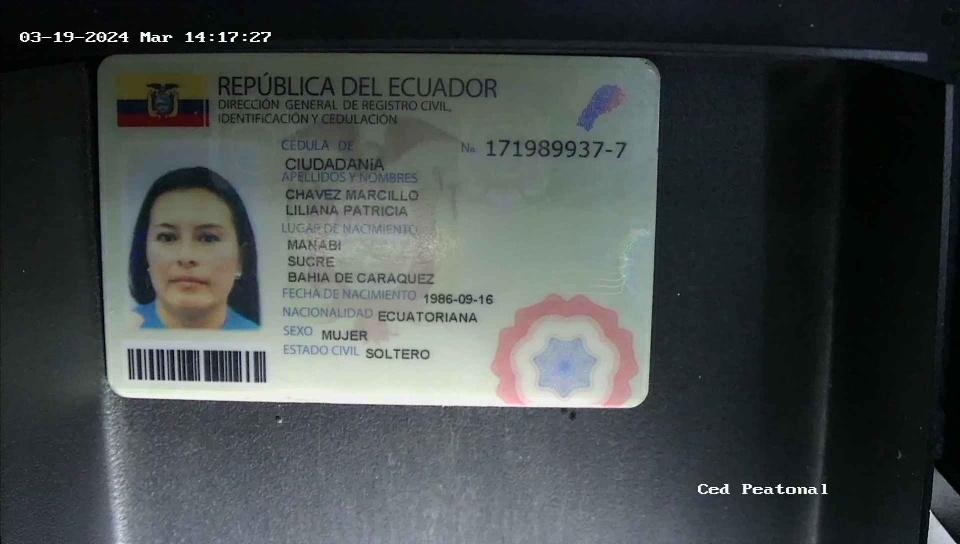 03-19-2024 Mar 14:17:27
REPÚBLICA DEL ECUADOR
DIRECCIÓN GENERAL DE REGISTRO CIVIL,
IDENTIFICACIÓN Y CEDULACIÓN
CÉDULA DE No. 171989937-7
CIUDADANíA
APELLIDOS Y NOMBRES
CHAVEZ MARCILLO
LILIANA PATRICIA
LUGAR DE NACIMIENTO
MANABI
SUCRE
BAHIA DE CARAQUEZ
FECHA DE NACIMIENTO 1986-09-16
NACIONALIDAD ECUATORIANA
SEXO MUJER
ESTADO CIVIL SOLTERO
Ced Peatonal